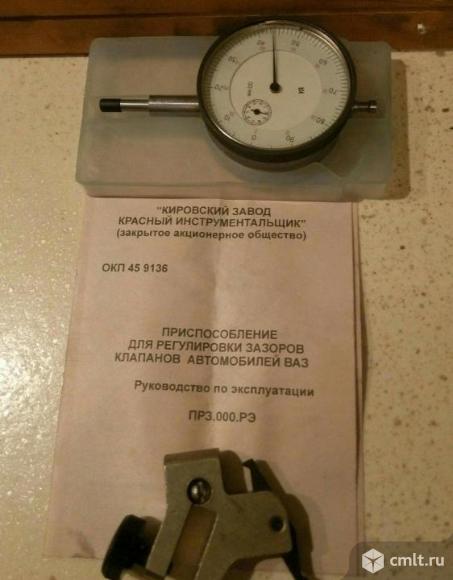 "КИРОВСКИЙ ЗАВОД
КРАСНЫЙ ИНСТРУМЕНТАЛЬЩИК"
(закрытое акционерное общество)
ОКП 45 9136
ПРИСПОСОБЛЕНИЕ
ДЛЯ РЕГУЛИРОВКИ ЗАЗОРОВ
КЛАПАНОВ АВТОМОБИЛЕЙ ВАЗ
Руководство по эксплуатации
ПРЗ.000.РЭ
cmlt.ru